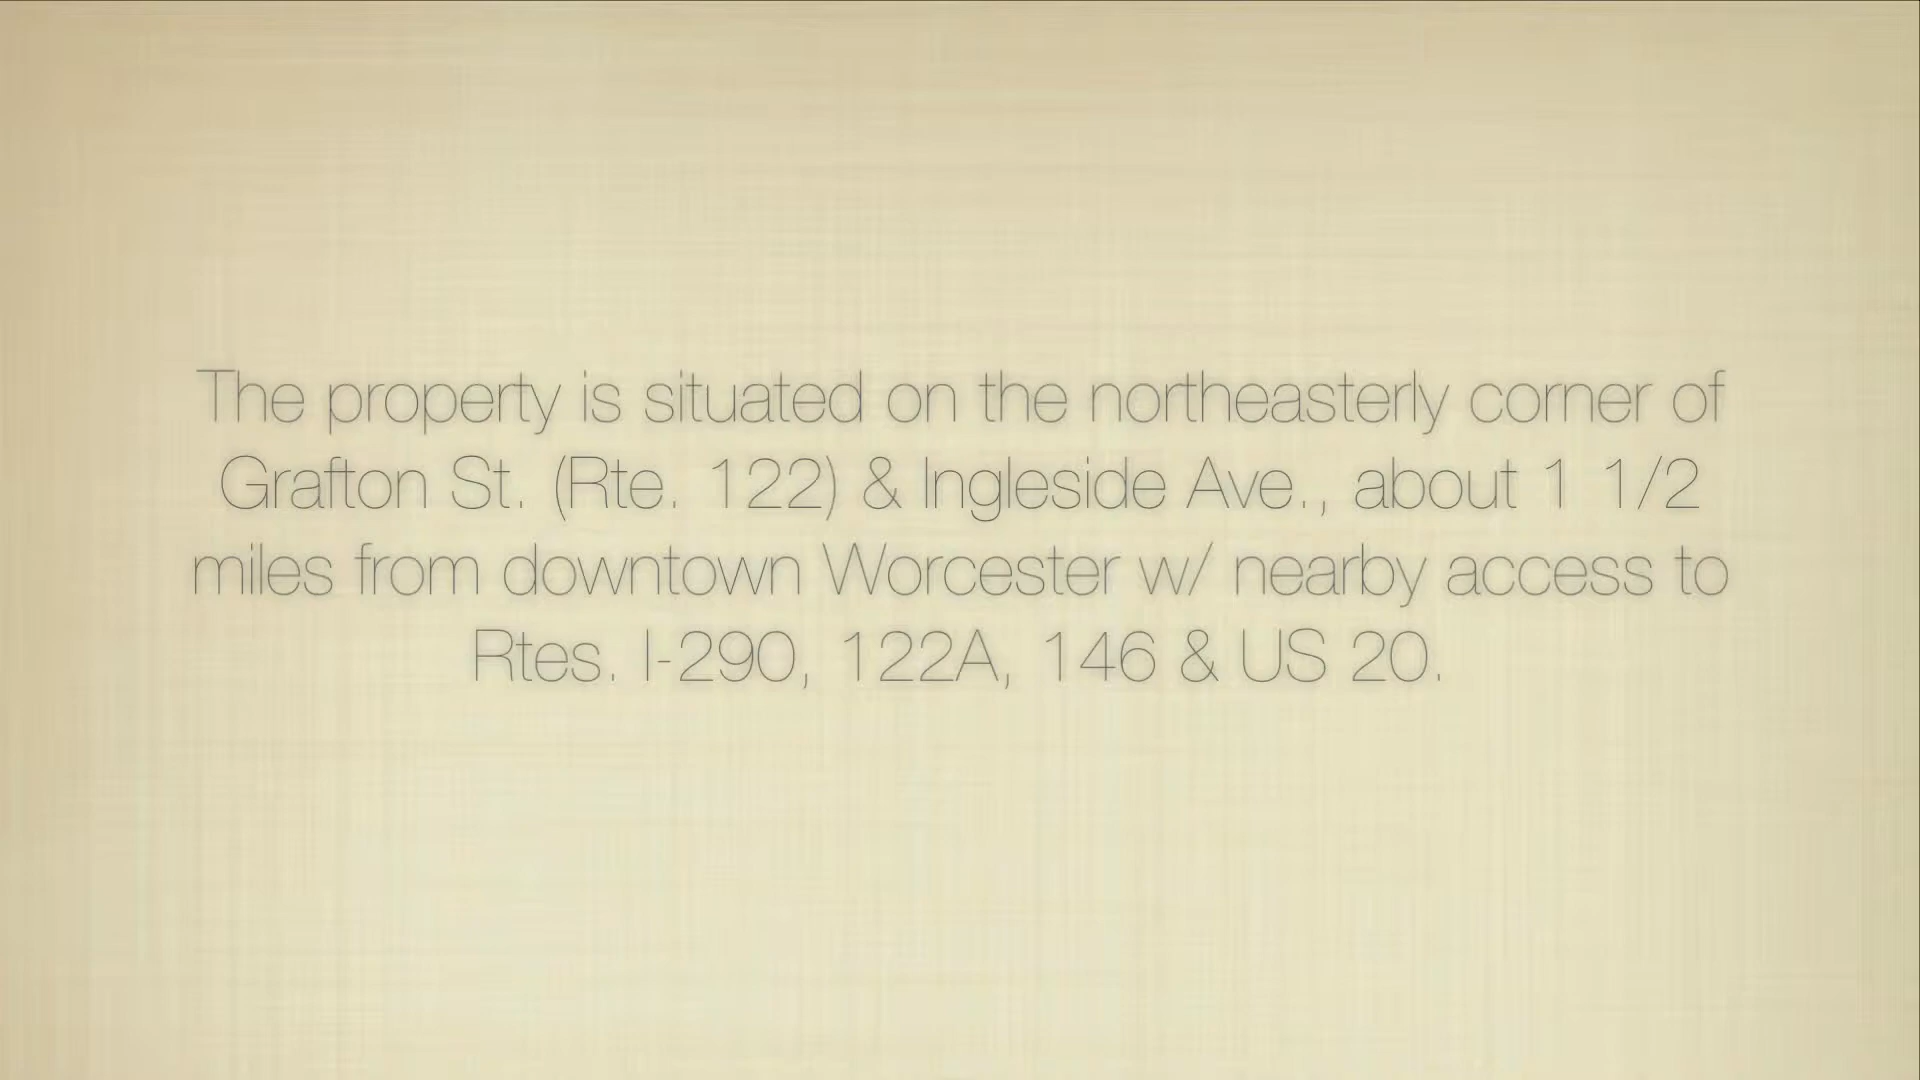 The property is situated on the northeasterly corner of
Grafton St. (Rte. 122) & Ingleside Ave., about 1 1/2
miles from downtown Worcester w/ nearby access to
Rtes. I-290, 122A, 146 & US 20.